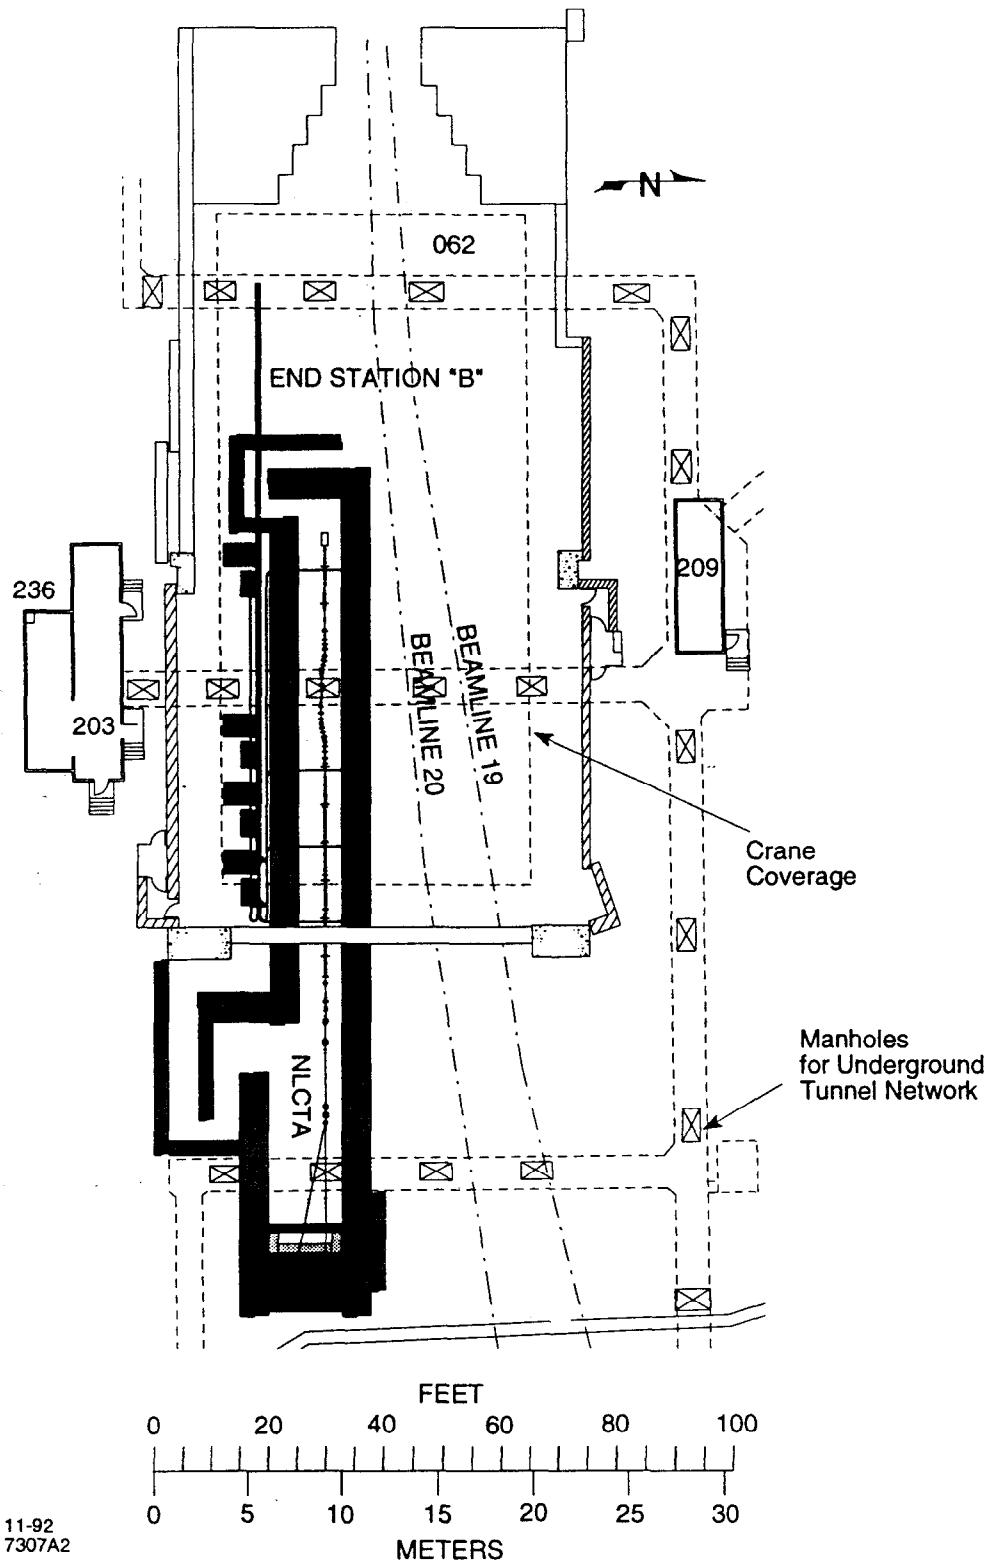 N
062
END STATION "B"
236
209
203
BEAMLINE 19
BEAMLINE 20
Crane
Coverage
Manholes
for Underground
Tunnel Network
NLCTA
FEET
0 20 40 60 80 100
0 5 10 15 20 25 30
METERS
11-92
7307A2